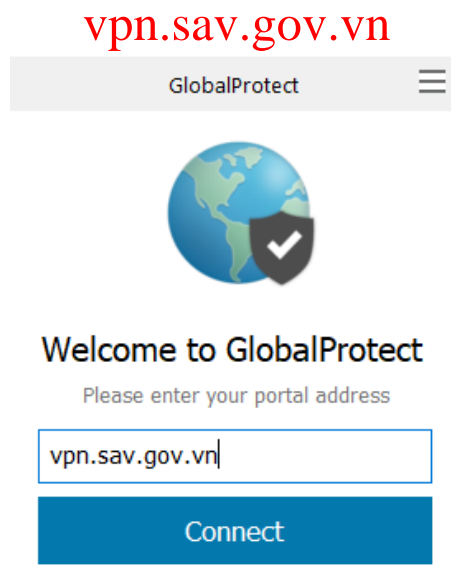 vpn.sav.gov.vn
GlobalProtect
Welcome to GlobalProtect
Please enter your portal address
vpn.sav.gov.vn
Connect